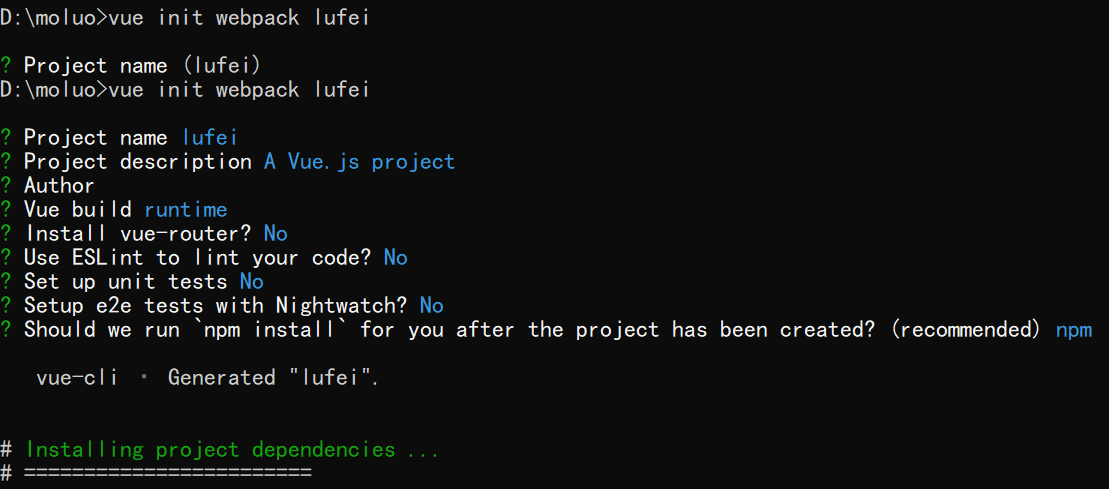 D:\moluo>vue init webpack lufei
? Project name (lufei)
D:\moluo>vue init webpack lufei
? Project name lufei
? Project description A Vue.js project
? Author
? Vue build runtime
? Install vue-router? No
? Use ESLint to lint your code? No
? Set up unit tests No
? Setup e2e tests with Nightwatch? No
? Should we run `npm install` for you after the project has been created? (recommended) npm
vue-cli · Generated "lufei".
# Installing project dependencies ...
# ========================